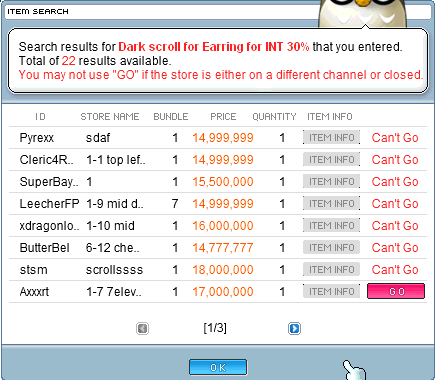 ITEM SEARCH
Search results for Dark scroll for Earring for INT 30% that you entered.
Total of 22 results available.
You may not use "GO" if the store is either on a different channel or closed.
ID STORE NAME BUNDLE PRICE QUANTITY ITEM INFO
Pyrexx sdaf 1 14,999,999 1 ITEM INFO Can't Go
Cleric4R.. 1-1 top lef.. 1 14,999,999 1 ITEM INFO Can't Go
SuperBay.. 1 1 15,500,000 1 ITEM INFO Can't Go
LeecherFP 1-9 mid d.. 7 14,999,999 1 ITEM INFO Can't Go
xdragonlo.. 1-10 mid 1 16,000,000 1 ITEM INFO Can't Go
ButterBel 6-12 che.. 1 14,777,777 1 ITEM INFO Can't Go
stsm scrollssss 1 18,000,000 1 ITEM INFO Can't Go
Axxxrt 1-7 7elev.. 1 17,000,000 1 ITEM INFO GO
[1/3]
OK